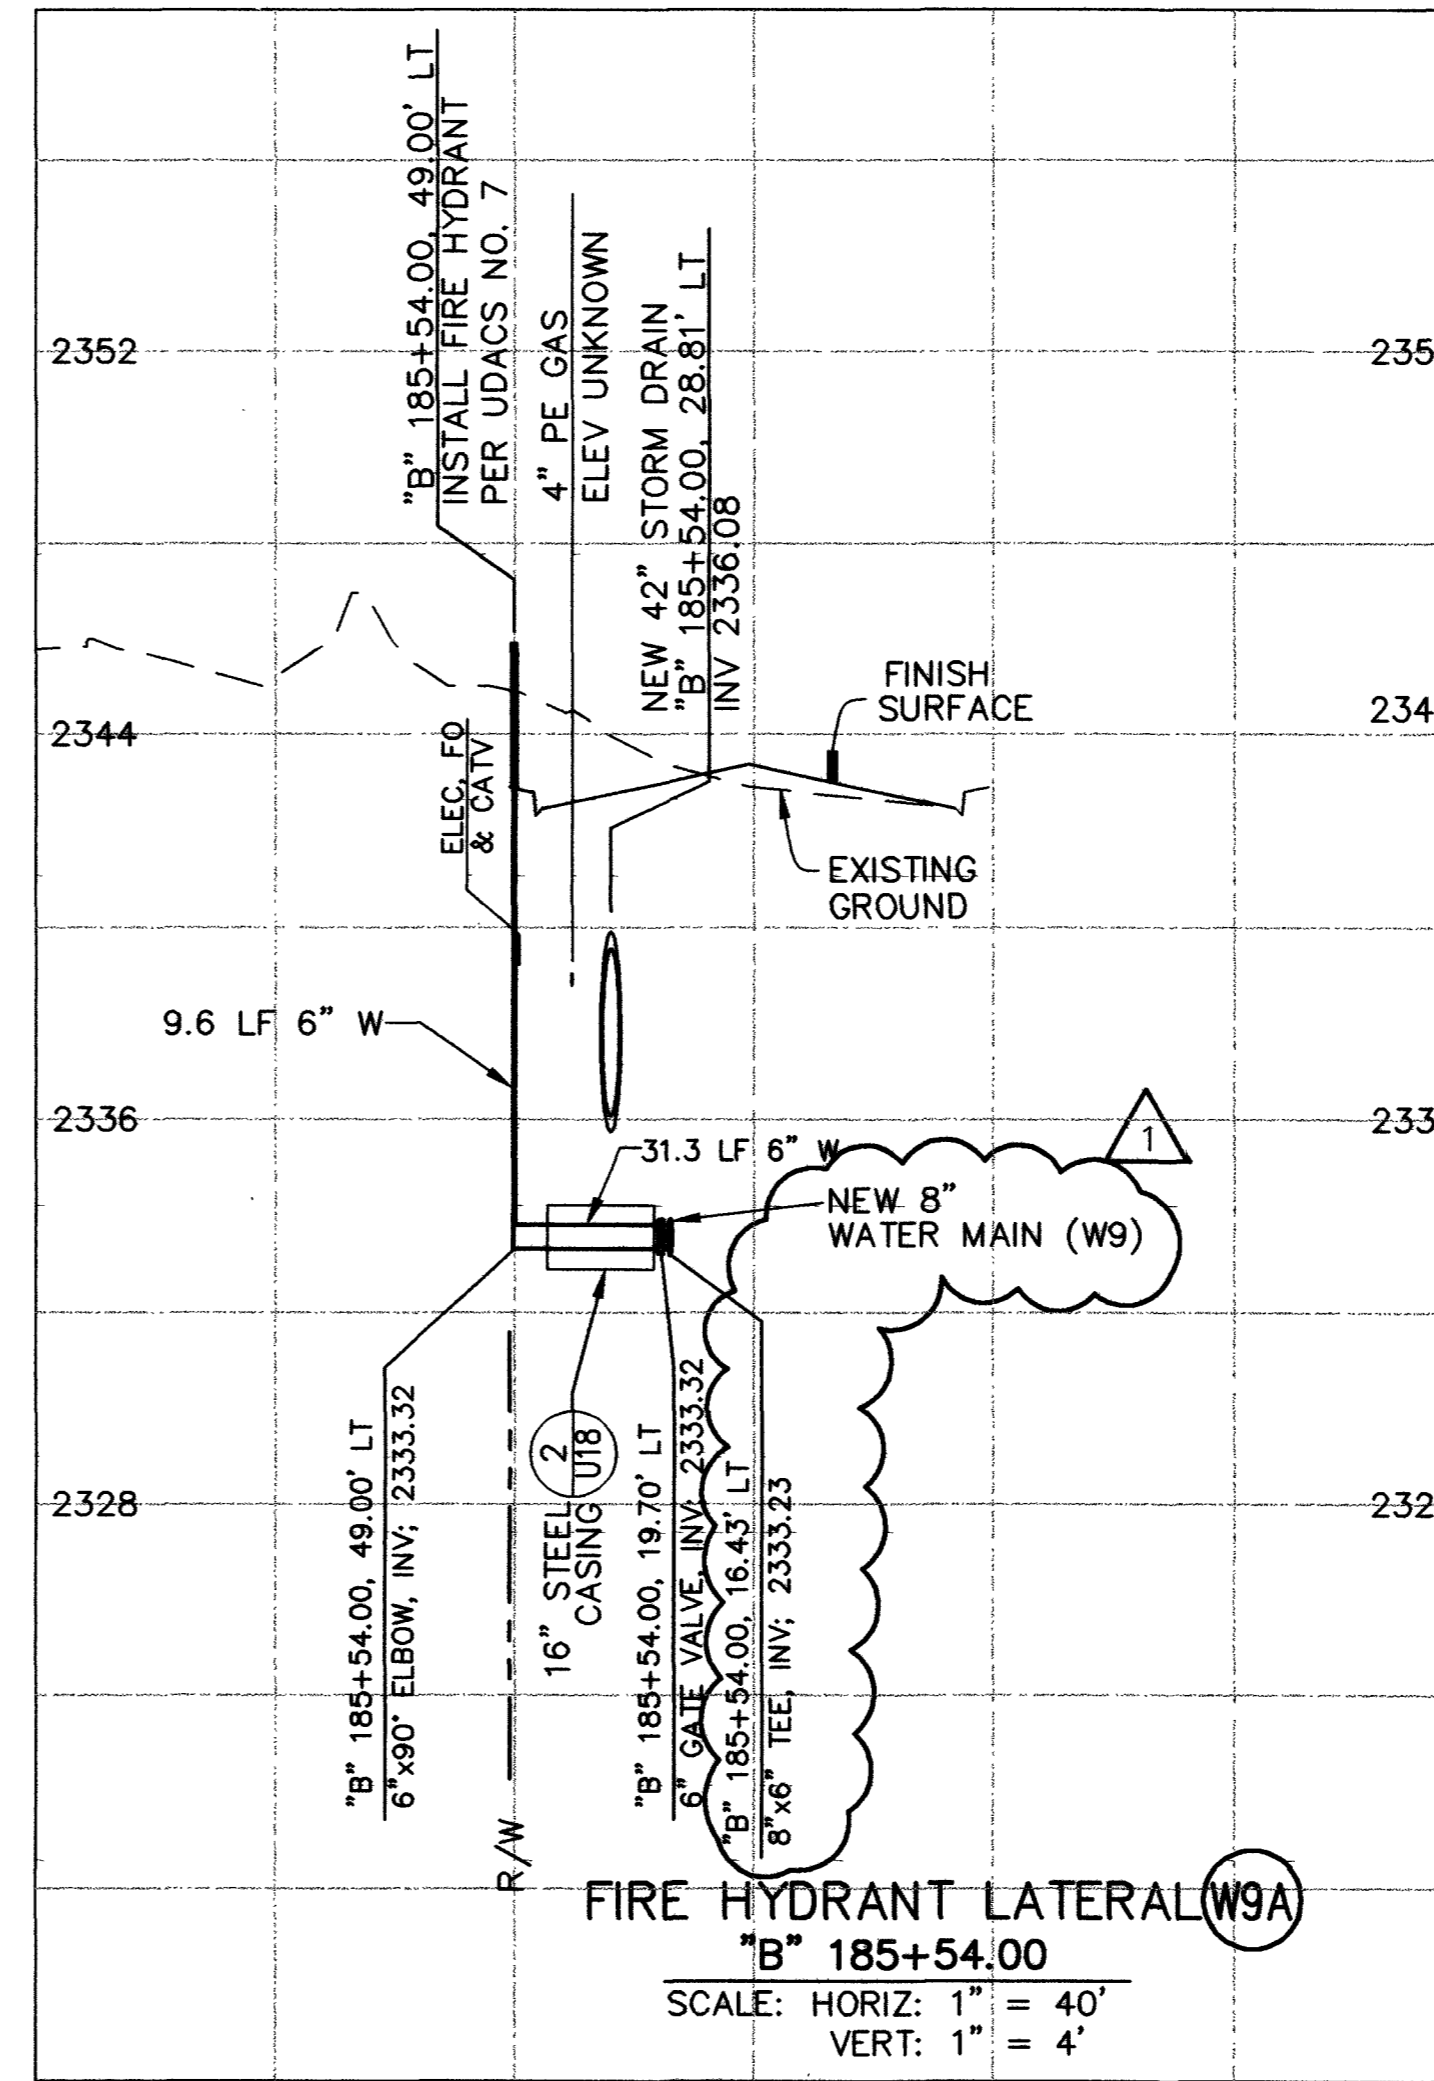 "B" 185+54.00, 49.00' LT
INSTALL FIRE HYDRANT
PER UDACS NO. 7
4" PE GAS
ELEV UNKNOWN
NEW 42" STORM DRAIN
"B" 185+54.00, 28.81' LT
INV 2336.08
2352
235
FINISH
SURFACE
2344
234
ELEC, FO
& CATV
EXISTING
GROUND
9.6 LF 6" W
2336
233
1
31.3 LF 6" W
NEW 8"
WATER MAIN (W9)
2328
232
"B" 185+54.00, 49.00' LT
6"x90° ELBOW, INV; 2333.32
R/W
2
U18
16" STEEL
CASING
"B" 185+54.00, 19.70' LT
6" GATE VALVE, INV; 2333.32
"B" 185+54.00, 16.43' LT
8"x6" TEE, INV; 2333.23
FIRE HYDRANT LATERAL W9A
"B" 185+54.00
SCALE: HORIZ: 1" = 40'
VERT: 1" = 4'